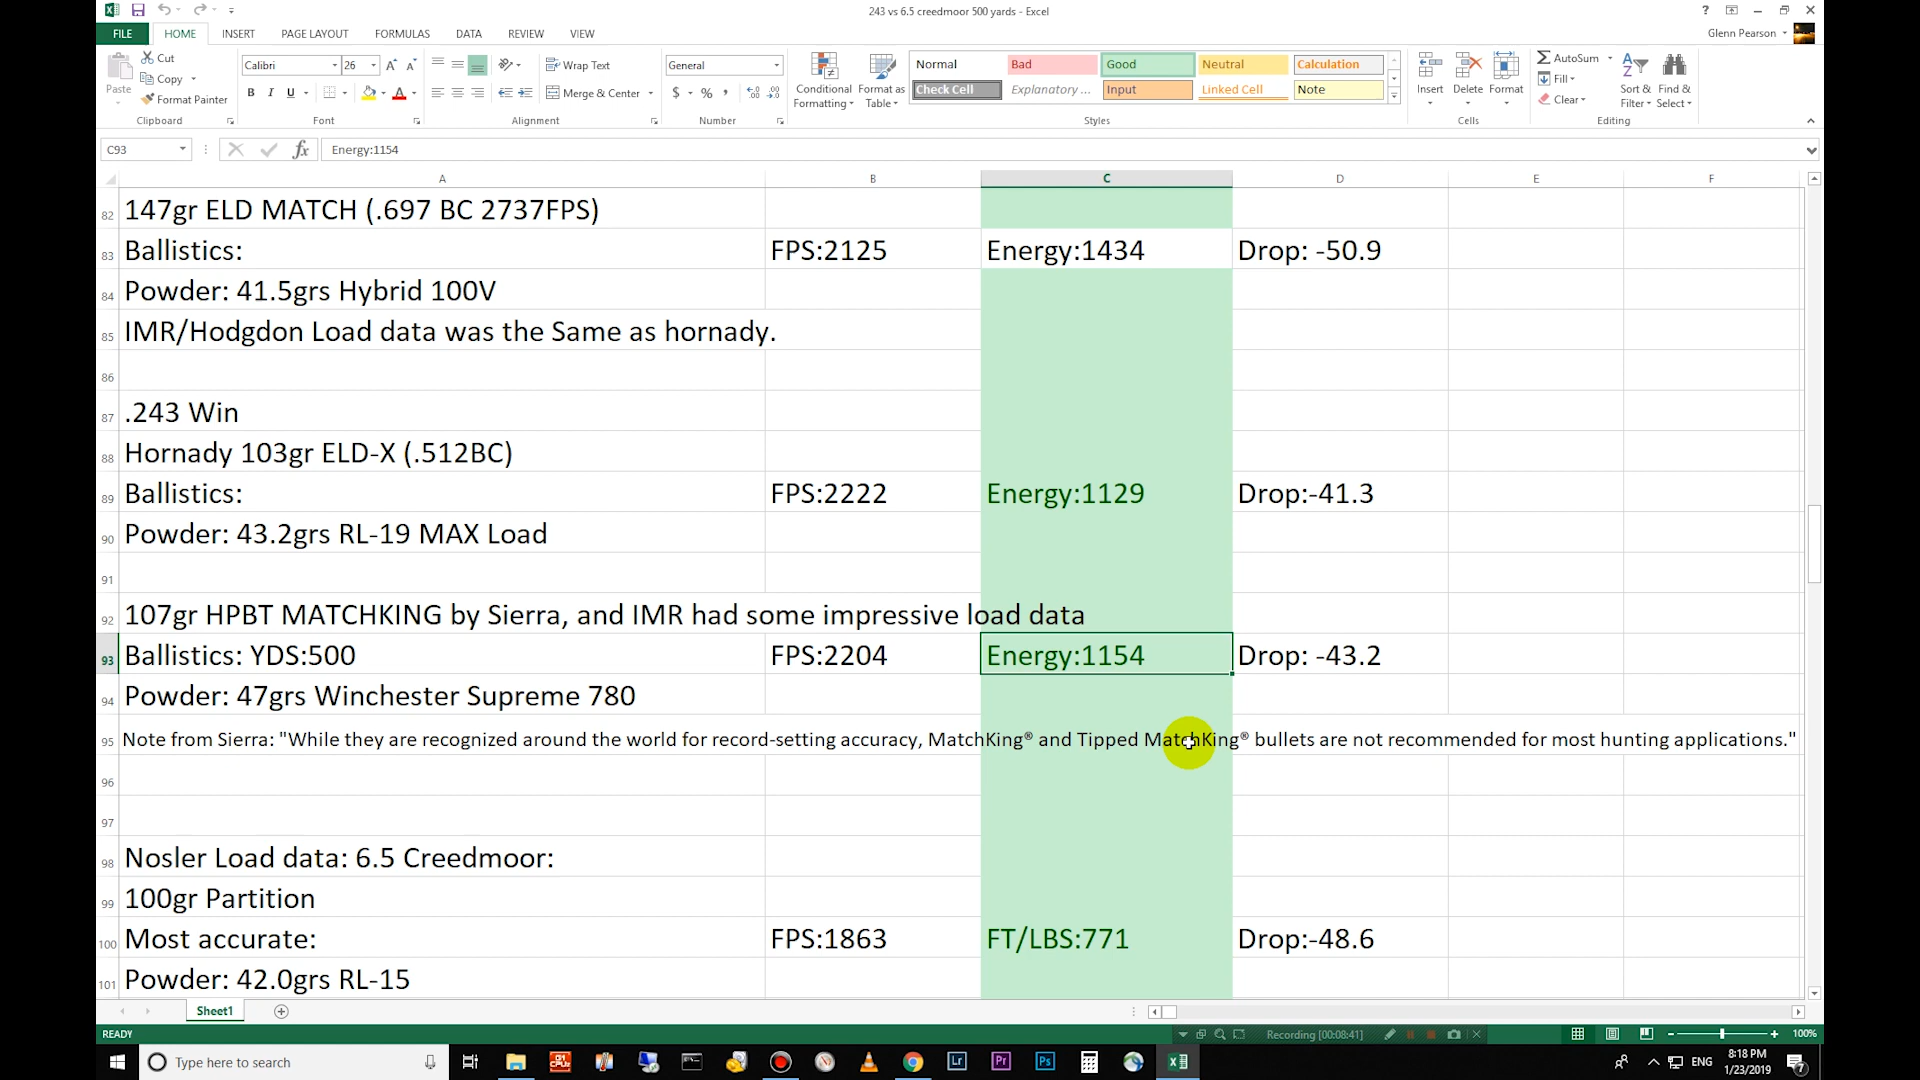 243 vs 6.5 creedmoor 500 yards - Excel
FILE HOME INSERT PAGE LAYOUT FORMULAS DATA REVIEW VIEW Glenn Pearson
Paste Cut Copy Format Painter Clipboard
Calibri 26 B I U Font
Wrap Text Merge & Center Alignment
General $ % , Number
Conditional Formatting Format as Table
Normal Bad Good Neutral Calculation
Check Cell Explanatory ... Input Linked Cell Note
Styles
Insert Delete Format Cells
AutoSum Fill Clear Sort & Filter Find & Select Editing
C93 fx Energy:1154
A B C D E F
82 147gr ELD MATCH (.697 BC 2737FPS)
83 Ballistics: FPS:2125 Energy:1434 Drop: -50.9
84 Powder: 41.5grs Hybrid 100V
85 IMR/Hodgdon Load data was the Same as hornady.
86
87 .243 Win
88 Hornady 103gr ELD-X (.512BC)
89 Ballistics: FPS:2222 Energy:1129 Drop:-41.3
90 Powder: 43.2grs RL-19 MAX Load
91
92 107gr HPBT MATCHKING by Sierra, and IMR had some impressive load data
93 Ballistics: YDS:500 FPS:2204 Energy:1154 Drop: -43.2
94 Powder: 47grs Winchester Supreme 780
95 Note from Sierra: "While they are recognized around the world for record-setting accuracy, MatchKing® and Tipped MatchKing® bullets are not recommended for most hunting applications."
96
97
98 Nosler Load data: 6.5 Creedmoor:
99 100gr Partition
100 Most accurate: FPS:1863 FT/LBS:771 Drop:-48.6
101 Powder: 42.0grs RL-15
Sheet1
READY Recording [00:08:41] 100%
Type here to search Lr Pr Ps ENG 8:18 PM
1/23/2019 7